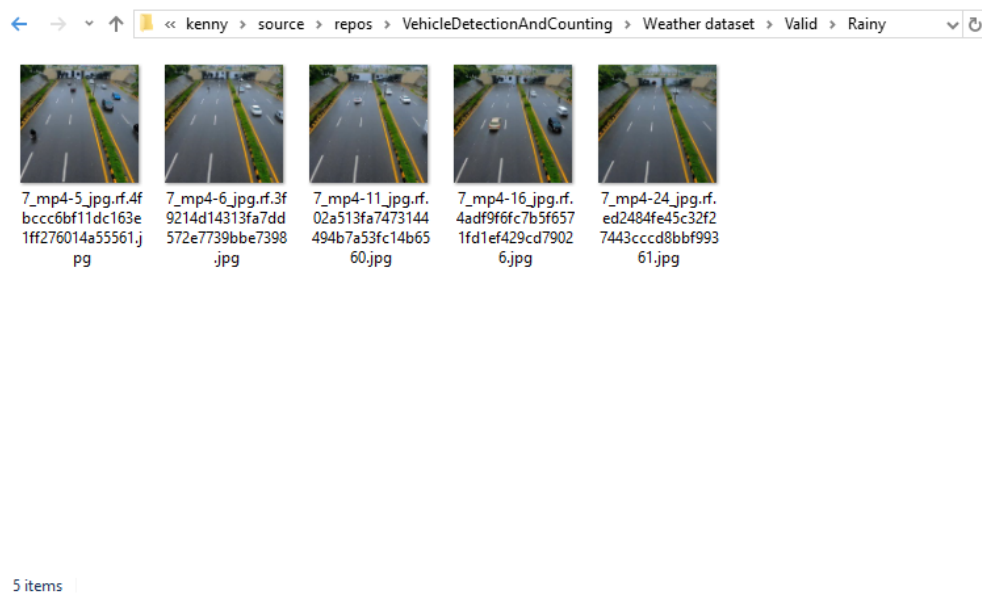 « kenny > source > repos > VehicleDetectionAndCounting > Weather dataset > Valid > Rainy
7_mp4-5_jpg.rf.4f
bccc6bf11dc163e
1ff276014a55561.j
pg
7_mp4-6_jpg.rf.3f
9214d14313fa7dd
572e7739bbe7398
.jpg
7_mp4-11_jpg.rf.
02a513fa7473144
494b7a53fc14b65
60.jpg
7_mp4-16_jpg.rf.
4adf9f6fc7b5f657
1fd1ef429cd7902
6.jpg
7_mp4-24_jpg.rf.
ed2484fe45c32f2
7443cccd8bbf993
61.jpg
5 items